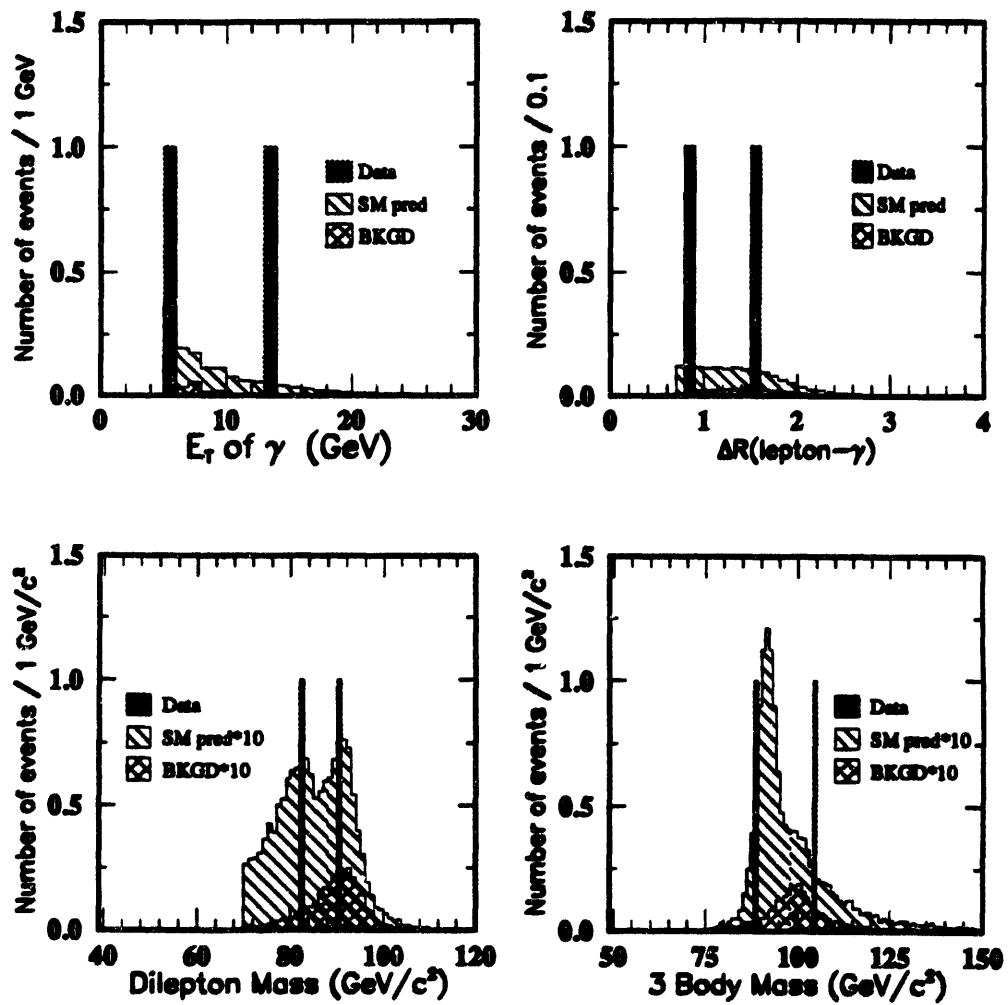 Number of events / 1 GeV
1.5
1.0
0.5
0.0
Data
SM pred
BKGD
0 10 20 30
E_T of γ (GeV)
Number of events / 0.1
1.5
1.0
0.5
0.0
Data
SM pred
BKGD
0 1 2 3 4
ΔR(lepton-γ)
Number of events / 1 GeV/c²
1.5
1.0
0.5
0.0
Data
SM pred*10
BKGD*10
40 60 80 100 120
Dilepton Mass (GeV/c²)
Number of events / 1 GeV/c²
1.5
1.0
0.5
0.0
Data
SM pred*10
BKGD*10
50 75 100 125 150
3 Body Mass (GeV/c²)